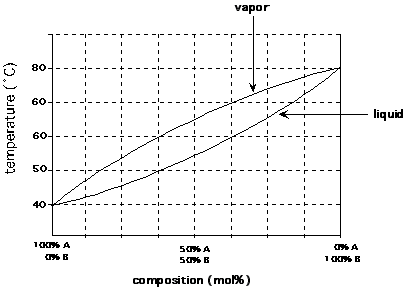 vapor
80
60
60
50
40
temperature (°C)
liquid
100% A
0% B
50% A
50% B
0% A
100% B
composition (mol%)